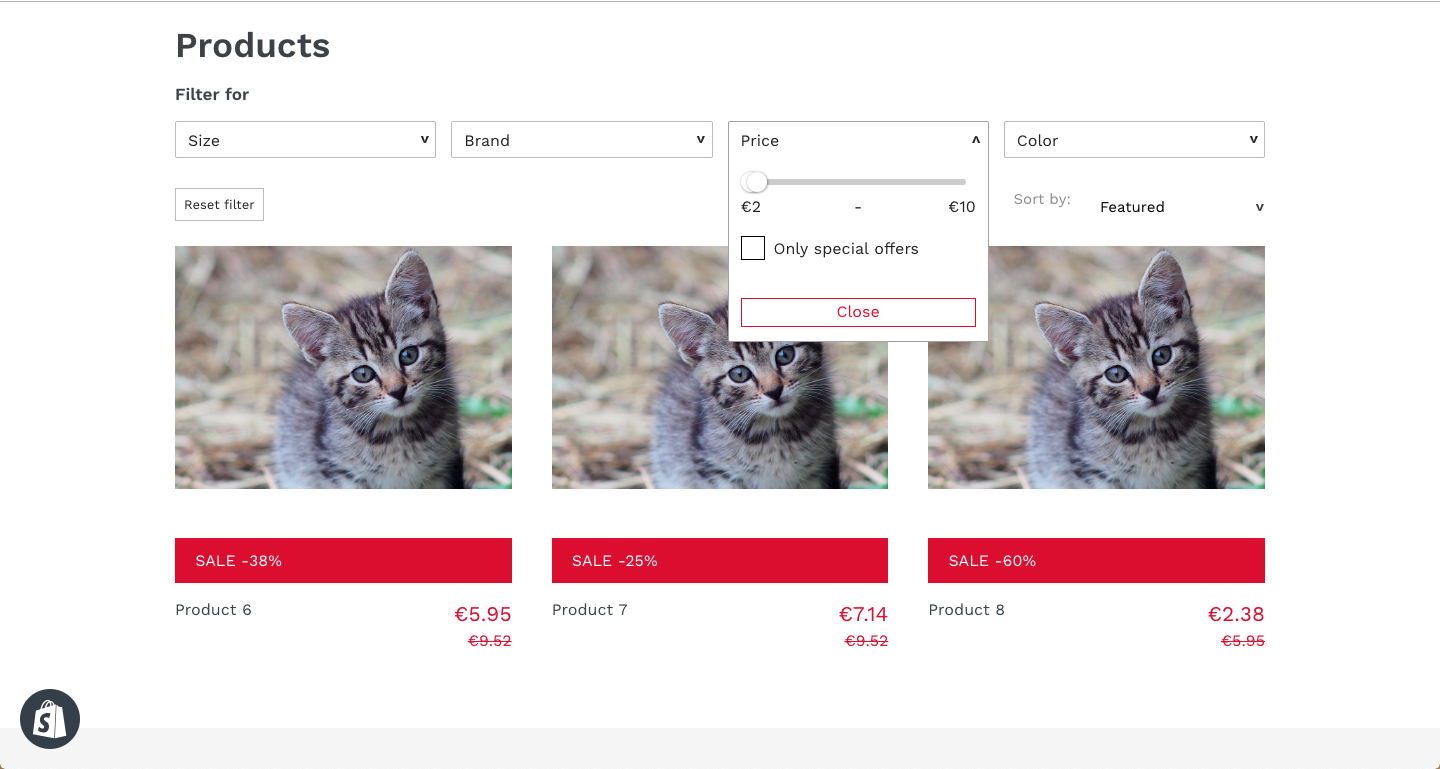 Products
Filter for
Size v
Brand v
Price ʌ
Color v
€2 - €10
Only special offers
Close
Reset filter
Sort by: Featured v
SALE -38%
Product 6 €5.95
€9.52
SALE -25%
Product 7 €7.14
€9.52
SALE -60%
Product 8 €2.38
€5.95
S